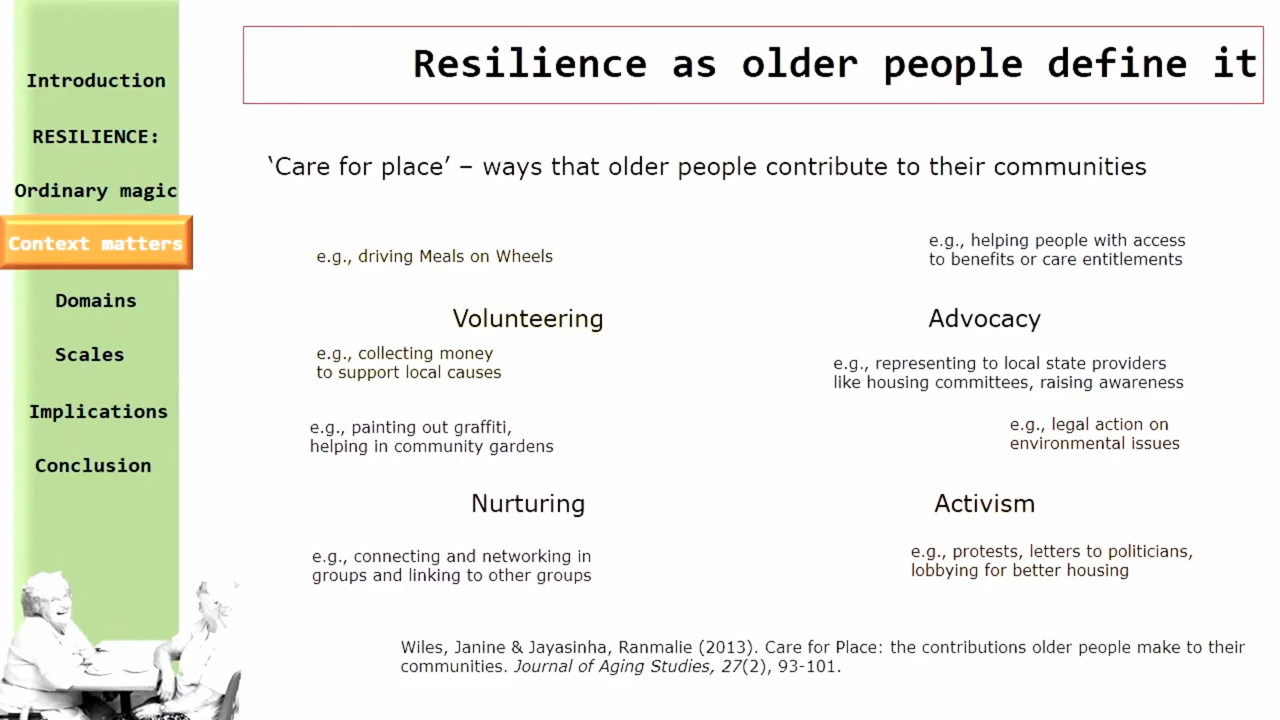 Introduction
RESILIENCE:
Ordinary magic
Context matters
Domains
Scales
Implications
Conclusion
Resilience as older people define it
‘Care for place’ – ways that older people contribute to their communities
e.g., driving Meals on Wheels
Volunteering
e.g., collecting money
to support local causes
e.g., helping people with access
to benefits or care entitlements
Advocacy
e.g., representing to local state providers
like housing committees, raising awareness
e.g., painting out graffiti,
helping in community gardens
Nurturing
e.g., connecting and networking in
groups and linking to other groups
e.g., legal action on
environmental issues
Activism
e.g., protests, letters to politicians,
lobbying for better housing
Wiles, Janine & Jayasinha, Ranmalie (2013). Care for Place: the contributions older people make to their
communities. Journal of Aging Studies, 27(2), 93-101.